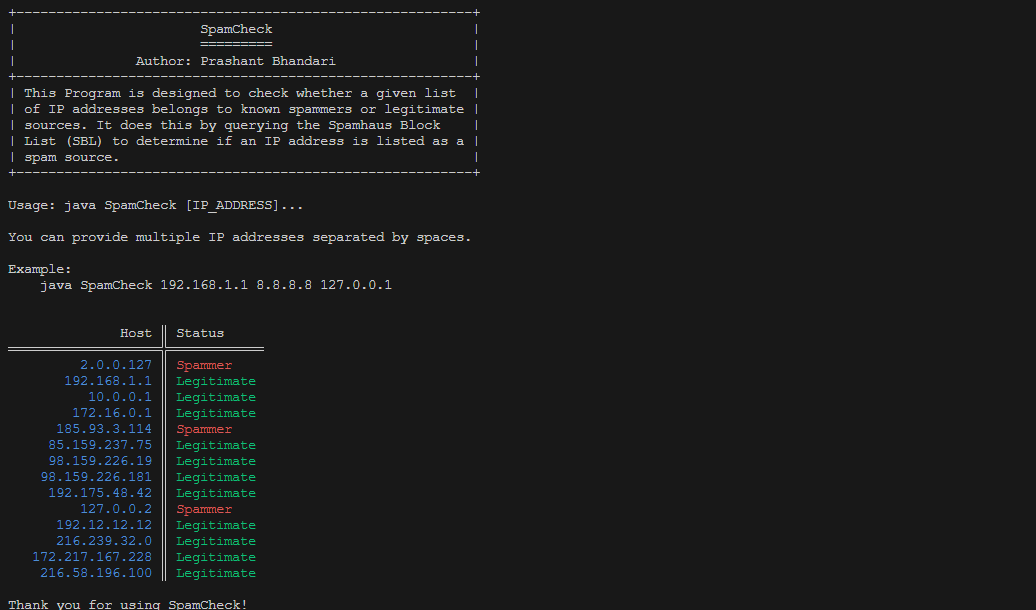 SpamCheck
=========
Author: Prashant Bhandari
This Program is designed to check whether a given list
of IP addresses belongs to known spammers or legitimate
sources. It does this by querying the Spamhaus Block
List (SBL) to determine if an IP address is listed as a
spam source.
Usage: java SpamCheck [IP_ADDRESS]...
You can provide multiple IP addresses separated by spaces.
Example:
java SpamCheck 192.168.1.1 8.8.8.8 127.0.0.1
Host Status
2.0.0.127 Spammer
192.168.1.1 Legitimate
10.0.0.1 Legitimate
172.16.0.1 Legitimate
185.93.3.114 Spammer
85.159.237.75 Legitimate
98.159.226.19 Legitimate
98.159.226.181 Legitimate
192.175.48.42 Legitimate
127.0.0.2 Spammer
192.12.12.12 Legitimate
216.239.32.0 Legitimate
172.217.167.228 Legitimate
216.58.196.100 Legitimate
Thank you for using SpamCheck!